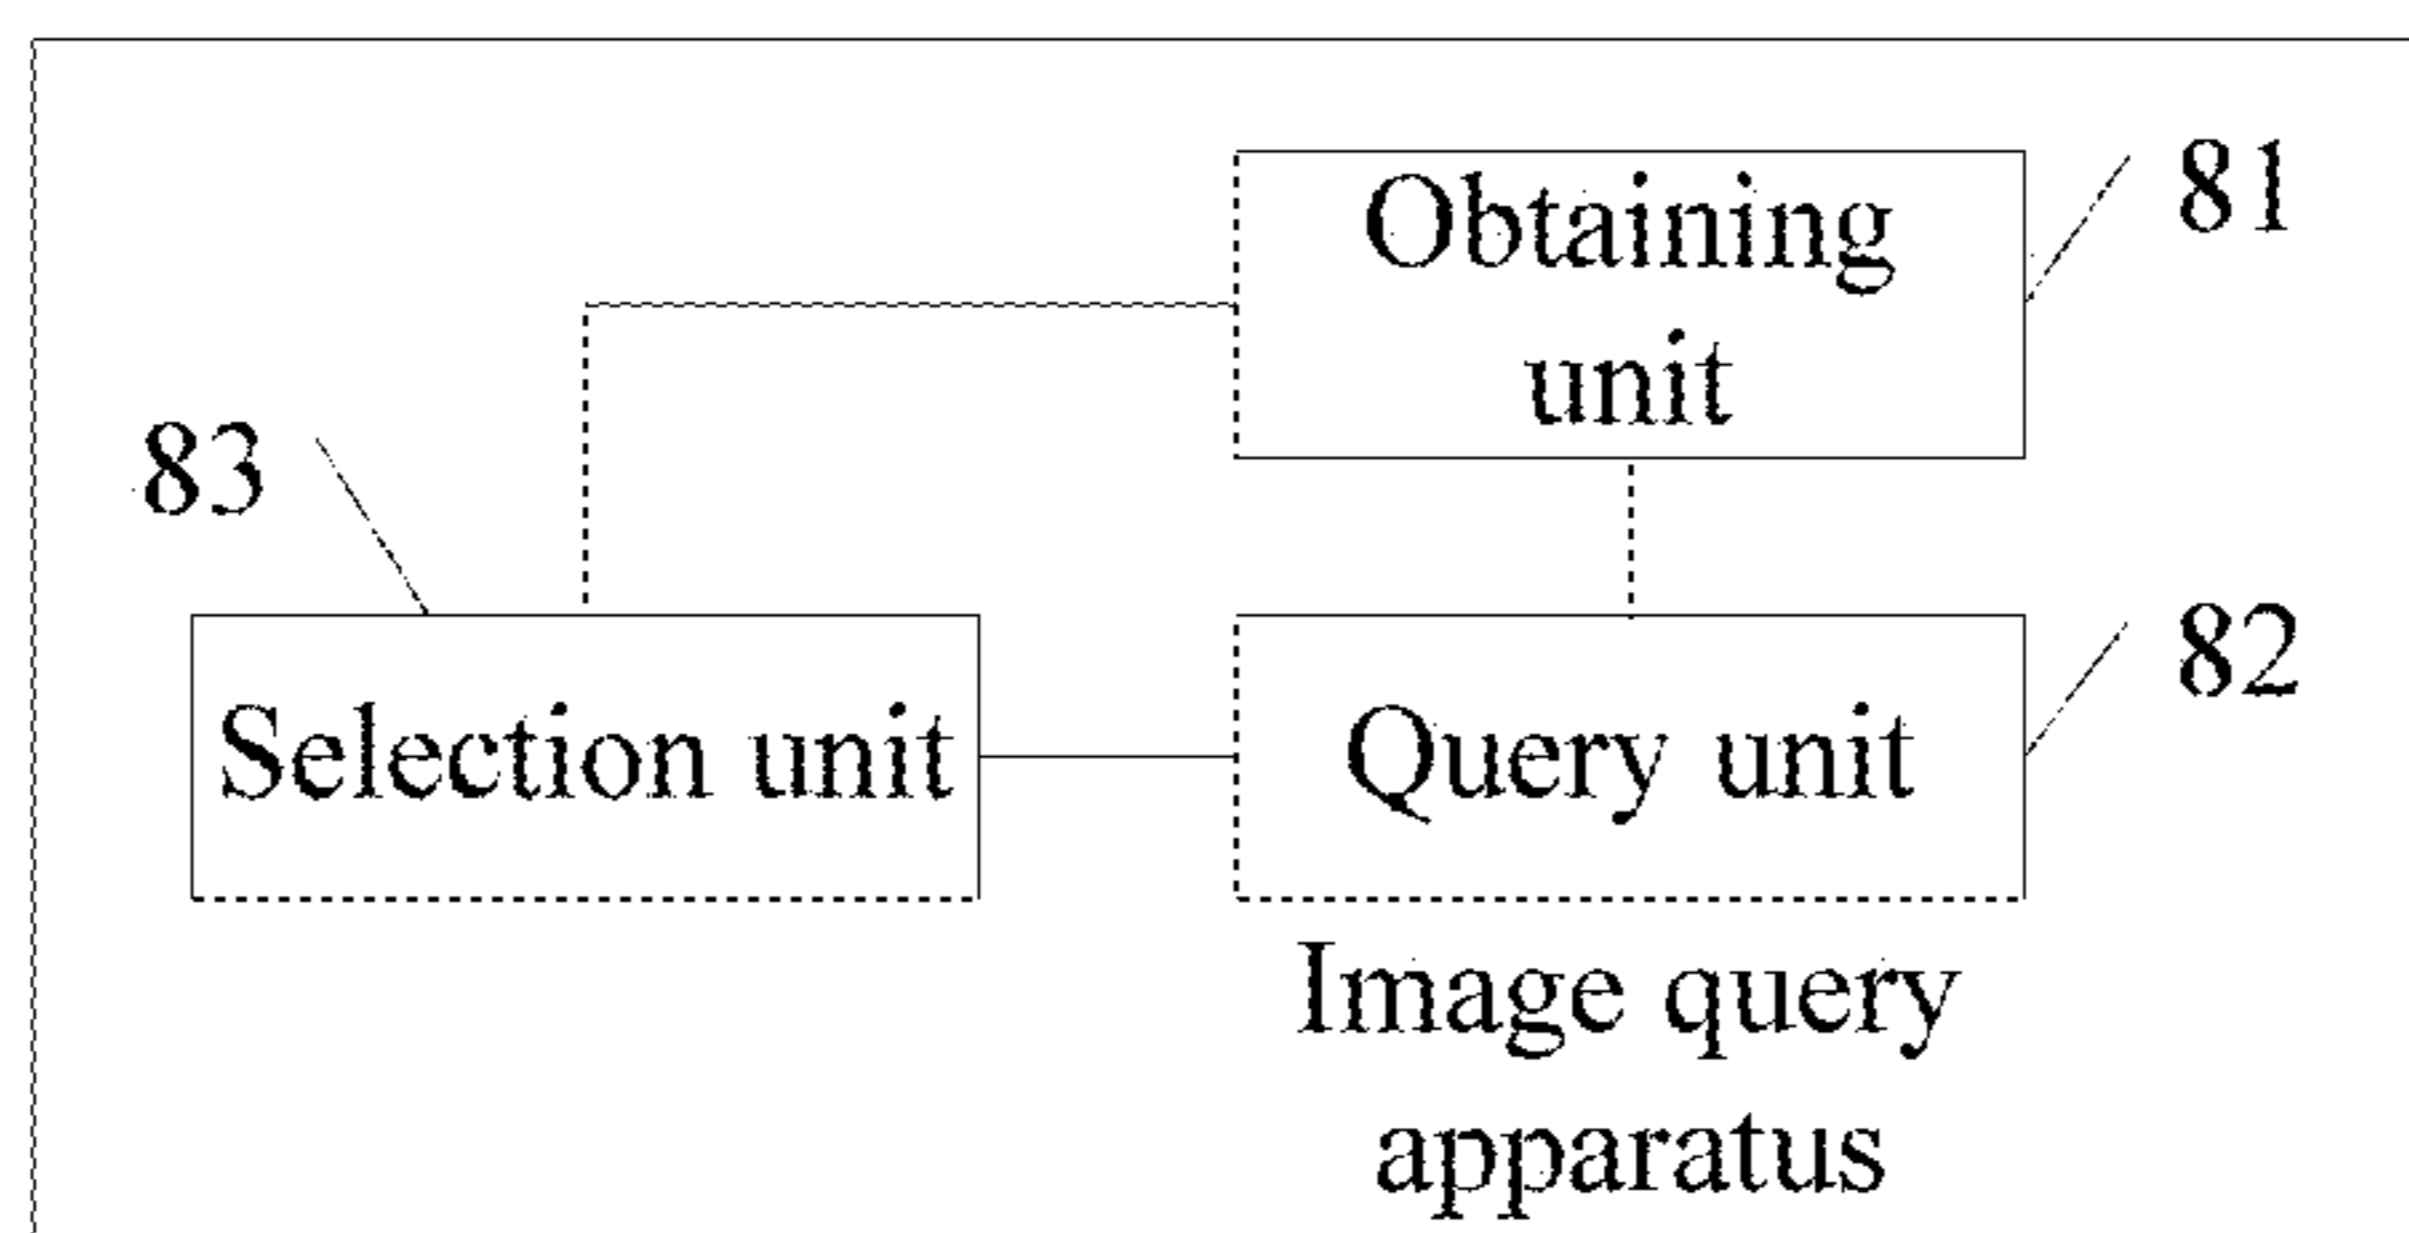 Obtaining
unit
81
83
Selection unit
Query unit
82
Image query
apparatus